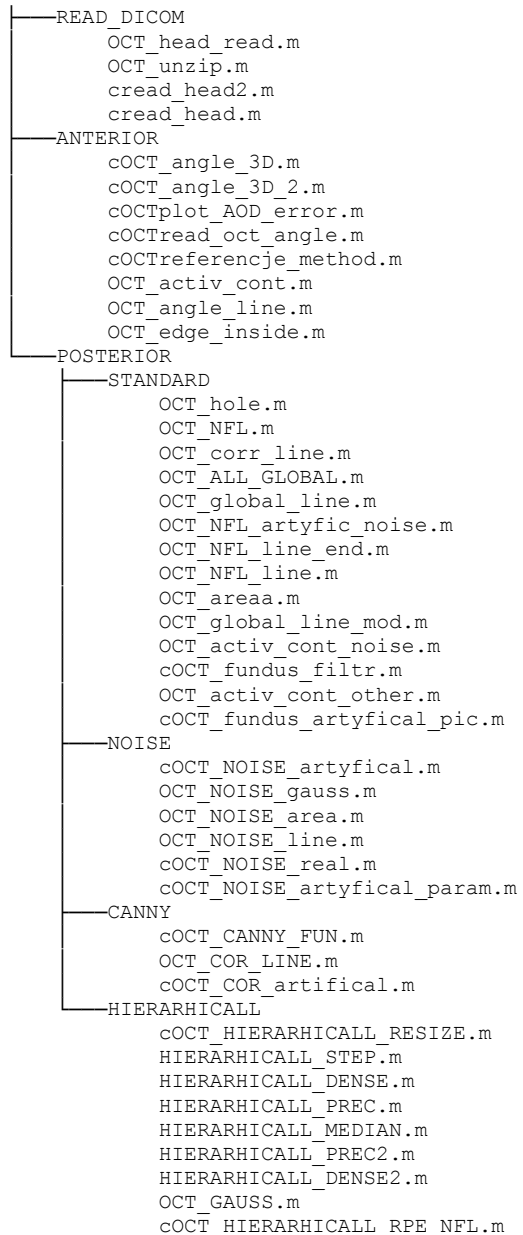 READ_DICOM
OCT_head_read.m
OCT_unzip.m
cread_head2.m
cread_head.m
ANTERIOR
cOCT_angle_3D.m
cOCT_angle_3D_2.m
cOCTplot_AOD_error.m
cOCTread_oct_angle.m
cOCTreferencje_method.m
OCT_activ_cont.m
OCT_angle_line.m
OCT_edge_inside.m
POSTERIOR
STANDARD
OCT_hole.m
OCT_NFL.m
OCT_corr_line.m
OCT_ALL_GLOBAL.m
OCT_global_line.m
OCT_NFL_artyfic_noise.m
OCT_NFL_line_end.m
OCT_NFL_line.m
OCT_areaa.m
OCT_global_line_mod.m
OCT_activ_cont_noise.m
cOCT_fundus_filtr.m
OCT_activ_cont_other.m
cOCT_fundus_artyfical_pic.m
NOISE
cOCT_NOISE_artyfical.m
OCT_NOISE_gauss.m
OCT_NOISE_area.m
OCT_NOISE_line.m
cOCT_NOISE_real.m
cOCT_NOISE_artyfical_param.m
CANNY
cOCT_CANNY_FUN.m
OCT_COR_LINE.m
cOCT_COR_artifical.m
HIERARHICALL
cOCT_HIERARHICALL_RESIZE.m
HIERARHICALL_STEP.m
HIERARHICALL_DENSE.m
HIERARHICALL_PREC.m
HIERARHICALL_MEDIAN.m
HIERARHICALL_PREC2.m
HIERARHICALL_DENSE2.m
OCT_GAUSS.m
cOCT_HIERARHICALL_RPE_NFL.m